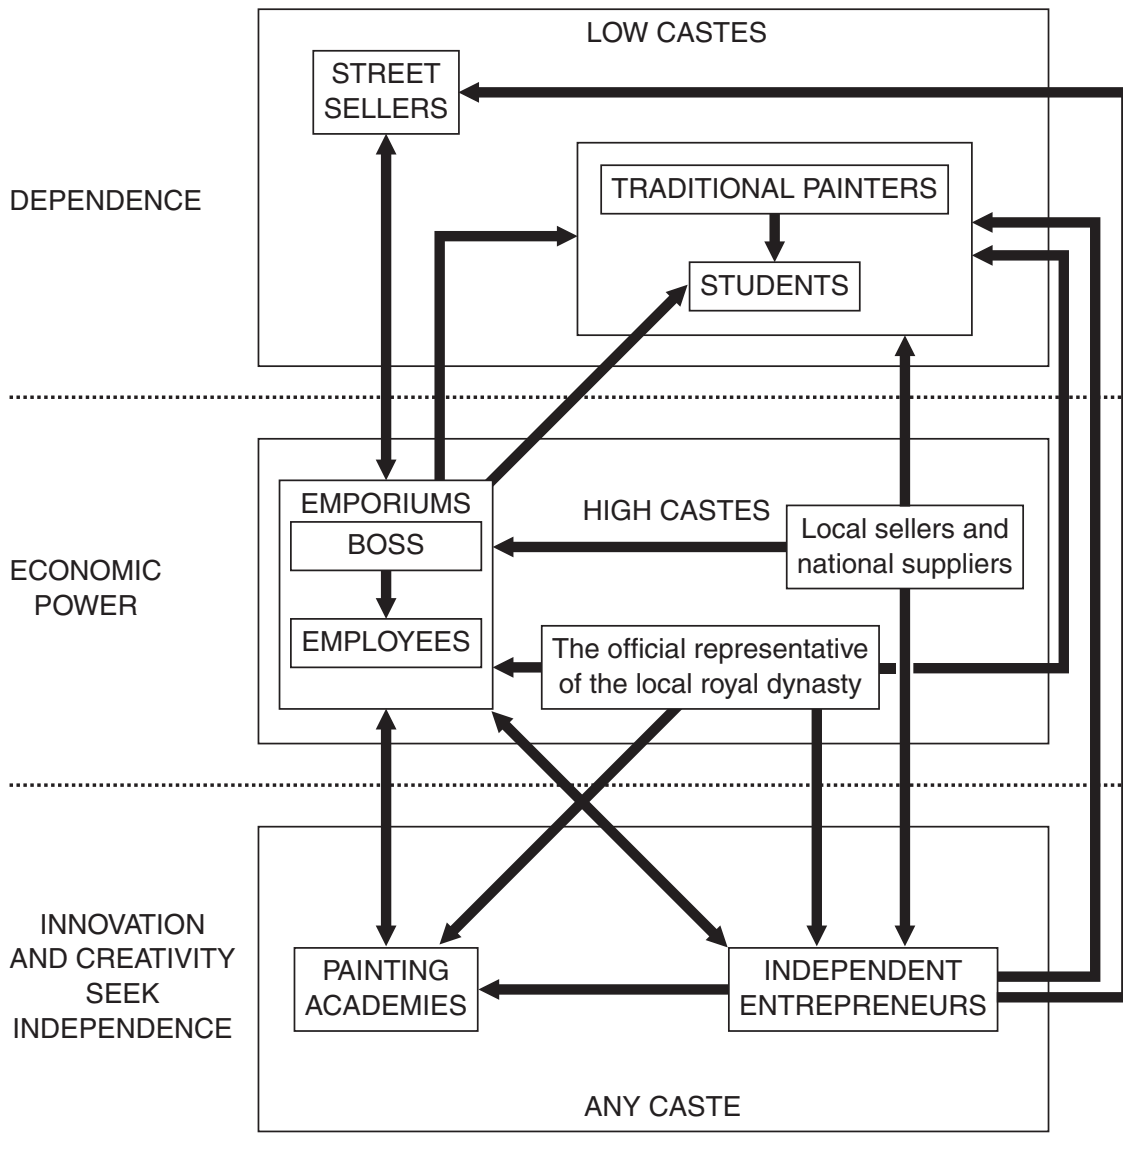 LOW CASTES
STREET
SELLERS
TRADITIONAL PAINTERS
DEPENDENCE
STUDENTS
EMPORIUMS
HIGH CASTES
BOSS
Local sellers and
national suppliers
ECONOMIC
POWER
EMPLOYEES
The official representative
of the local royal dynasty
INNOVATION
AND CREATIVITY
SEEK
INDEPENDENCE
PAINTING
ACADEMIES
INDEPENDENT
ENTREPRENEURS
ANY CASTE